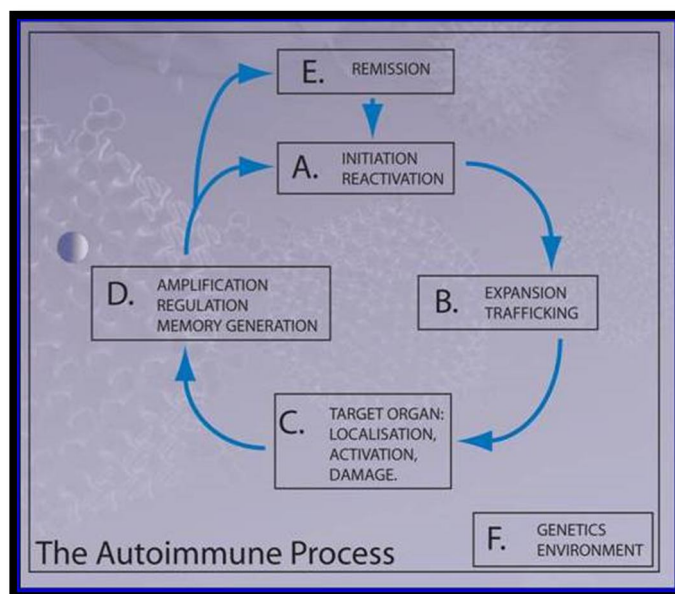 E. REMISSION
A. INITIATION
REACTIVATION
B. EXPANSION
TRAFFICKING
C. TARGET ORGAN:
LOCALISATION,
ACTIVATION,
DAMAGE.
D. AMPLIFICATION
REGULATION
MEMORY GENERATION
F. GENETICS
ENVIRONMENT
The Autoimmune Process